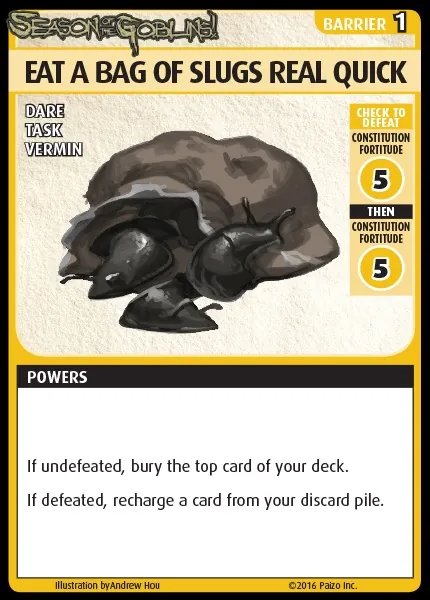 SEASON OF THE GOBLINS!
BARRIER 1
EAT A BAG OF SLUGS REAL QUICK
DARE
TASK
VERMIN
CHECK TO
DEFEAT
CONSTITUTION
FORTITUDE
5
THEN
CONSTITUTION
FORTITUDE
5
POWERS
If undefeated, bury the top card of your deck.
If defeated, recharge a card from your discard pile.
Illustration byAndrew Hou
©2016 Paizo Inc.